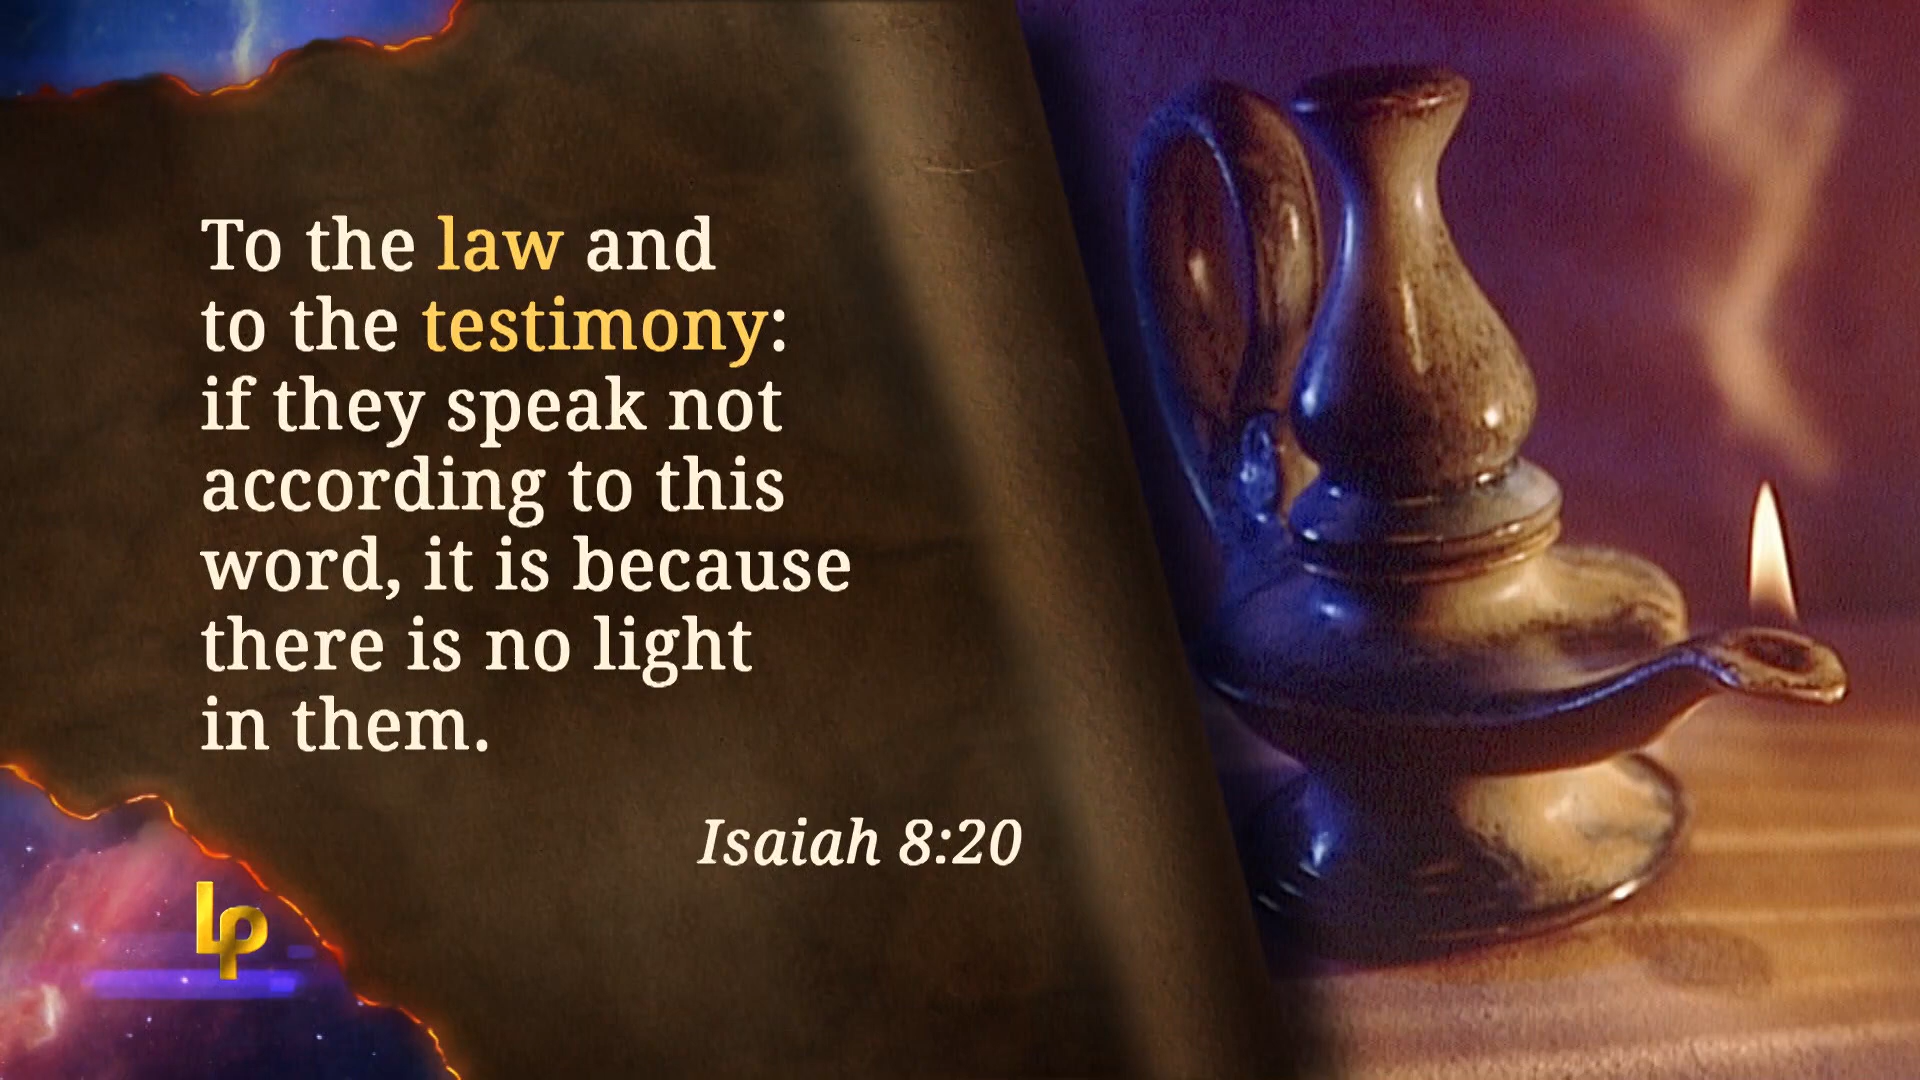 To the law and
to the testimony:
if they speak not
according to this
word, it is because
there is no light
in them.
Isaiah 8:20
LP